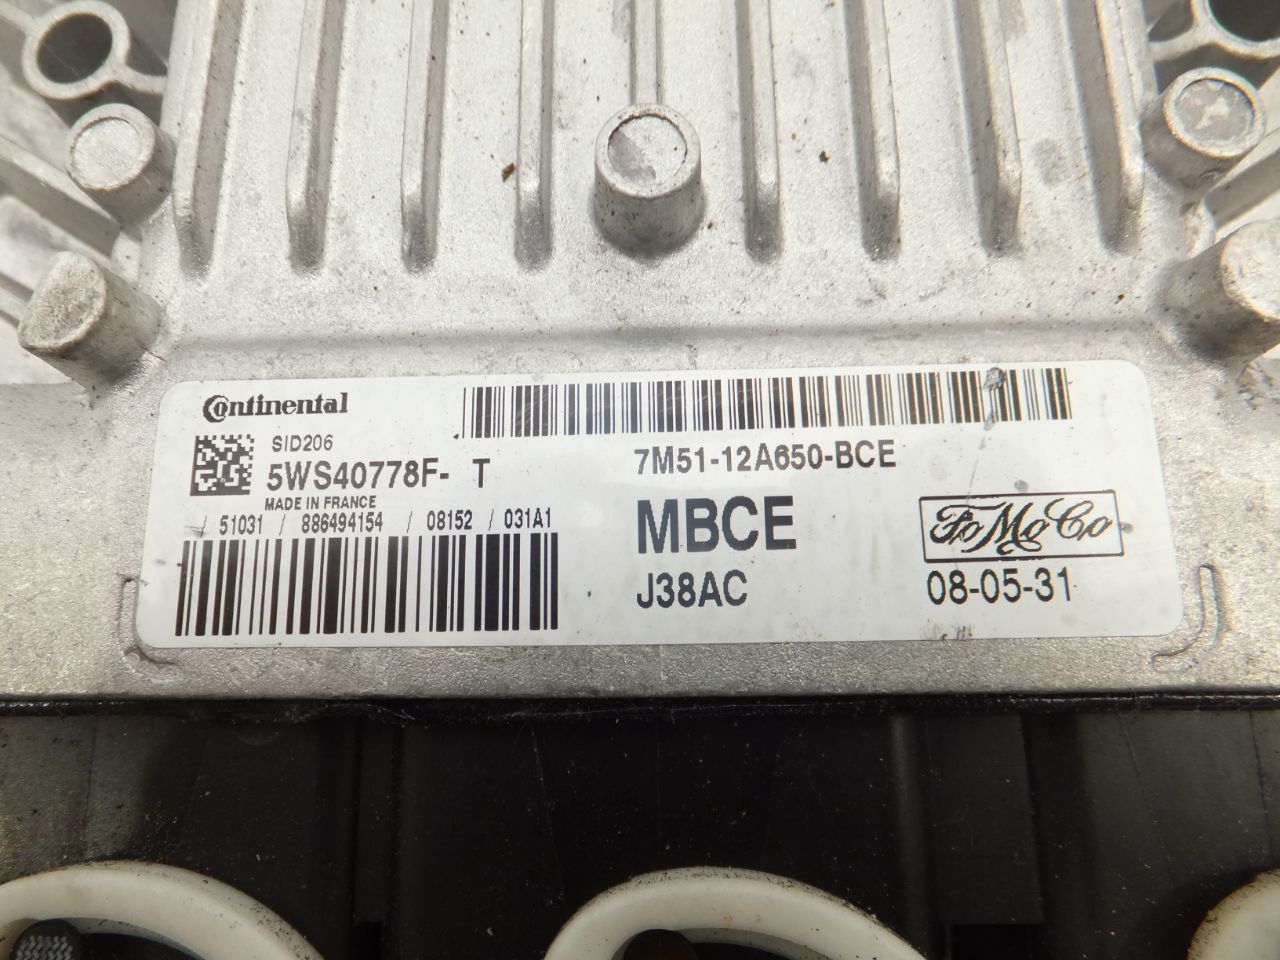 Continental
SID206
5WS40778F- T
MADE IN FRANCE
/ 51031 / 886494154 / 08152 / 031A1
7M51-12A650-BCE
MBCE
J38AC
FoMoCo
08-05-31